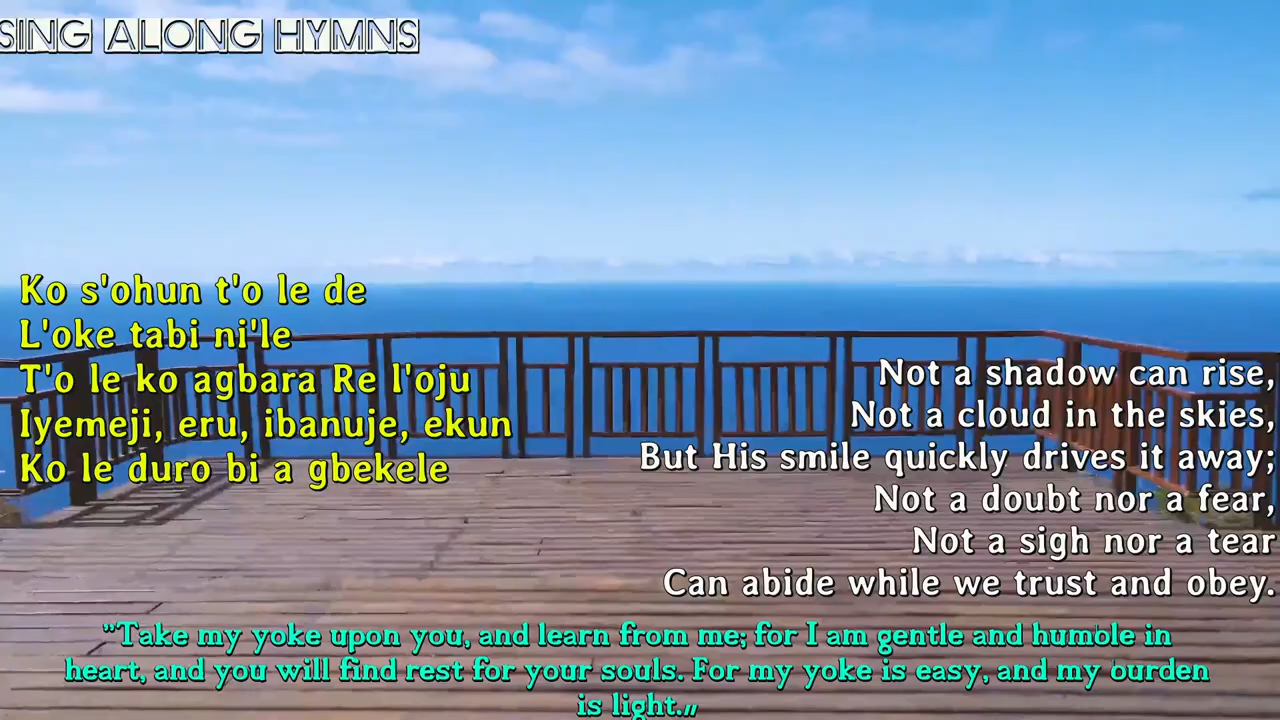 SING ALONG HYMNS
Ko s'ohun t'o le de
L'oke tabi ni'le
T'o le ko agbara Re l'oju
Iyemeji, eru, ibanuje, ekun
Ko le duro bi a gbekele
Not a shadow can rise,
Not a cloud in the skies,
But His smile quickly drives it away;
Not a doubt nor a fear,
Not a sigh nor a tear
Can abide while we trust and obey.
"Take my yoke upon you, and learn from me; for I am gentle and humble in
heart, and you will find rest for your souls. For my yoke is easy, and my burden
is light."